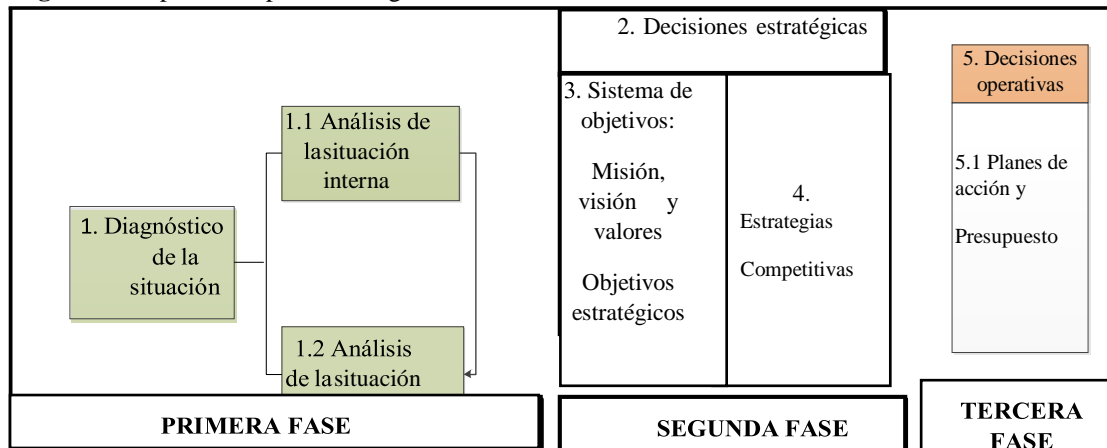 2. Decisiones estratégicas
5. Decisiones
operativas
3. Sistema de
objetivos:
1.1 Análisis de
lasituación
interna
Misión,
visión y
valores
4.
Estrategias
Competitivas
5.1 Planes de
acción y
Presupuesto
1. Diagnóstico
de la
situación
Objetivos
estratégicos
1.2 Análisis
de lasituación
PRIMERA FASE
SEGUNDA FASE
TERCERA
FASE